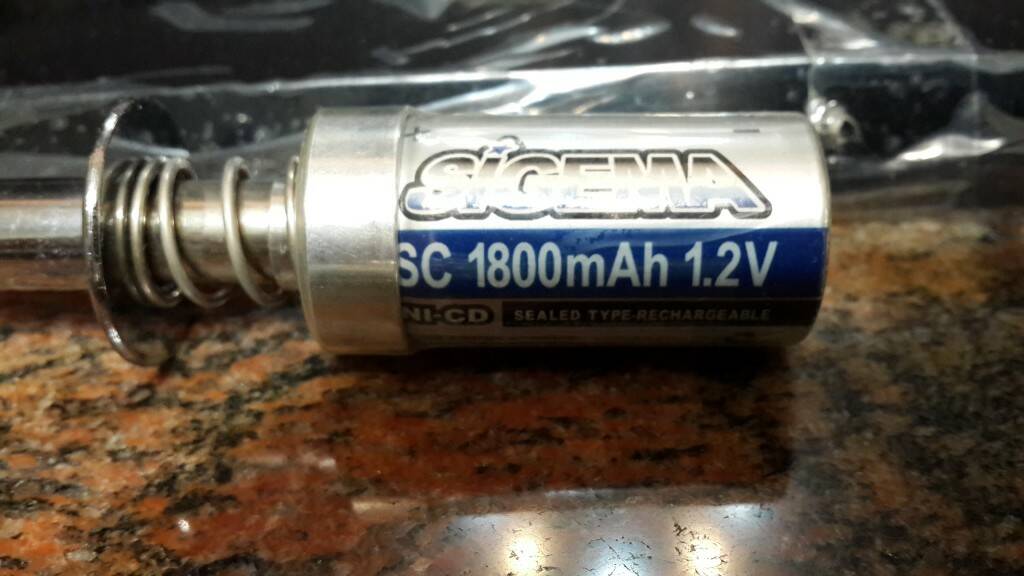 + -
SiGEMA
SC 1800mAh 1.2V
NI-CD SEALED TYPE-RECHARGEABLE